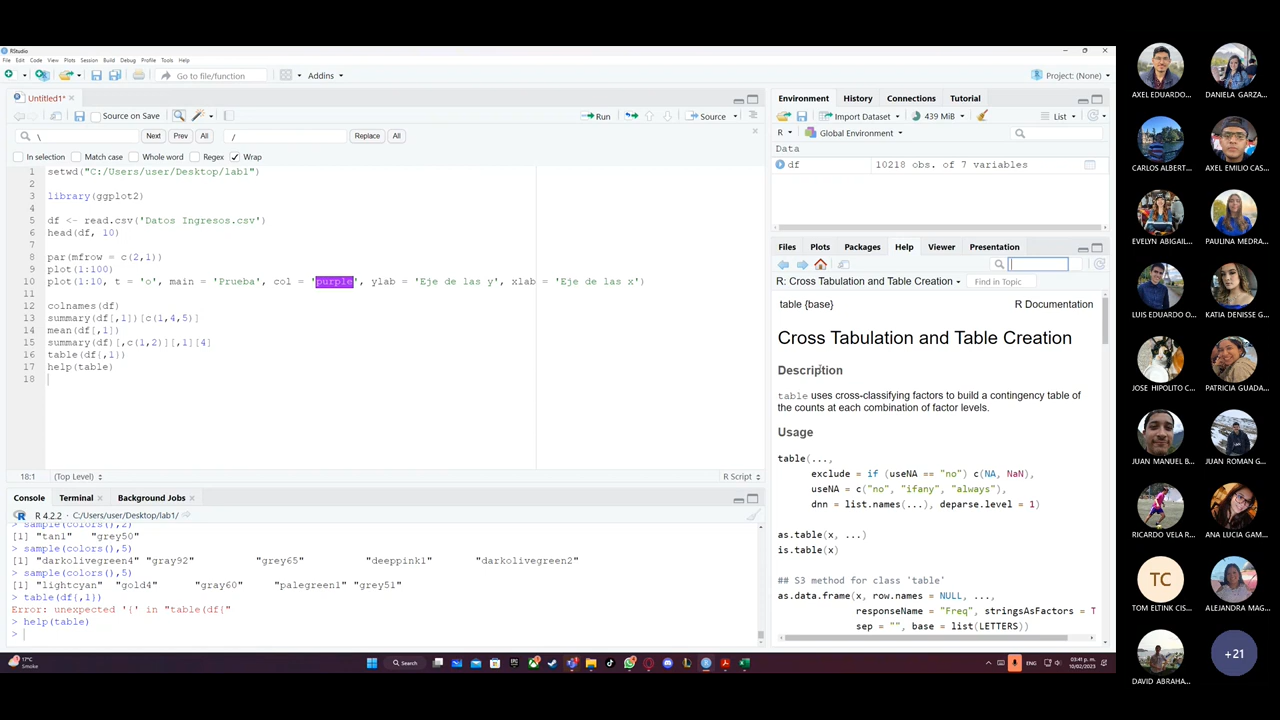 RStudio
File Edit Code View Plots Session Build Debug Profile Tools Help
Go to file/function
Addins
Project: (None)
Untitled1*
Source on Save
Run
Source
\
Next Prev All
/
Replace All
In selection Match case Whole word Regex Wrap
1 setwd("C:/Users/user/Desktop/lab1")
2
3 library(ggplot2)
4
5 df <- read.csv('Datos Ingresos.csv')
6 head(df, 10)
7
8 par(mfrow = c(2,1))
9 plot(1:100)
10 plot(1:10, t = 'o', main = 'Prueba', col = 'purple', ylab = 'Eje de las y', xlab = 'Eje de las x')
11
12 colnames(df)
13 summary(df[,1])[c(1,4,5)]
14 mean(df[,1])
15 summary(df)[,c(1,2)][,1][4]
16 table(df{,1})
17 help(table)
18
18:1 (Top Level) R Script
Console Terminal Background Jobs
R 4.2.2 · C:/Users/user/Desktop/lab1/
> sample(colors(),2)
[1] "tan1" "grey50"
> sample(colors(),5)
[1] "darkolivegreen4" "gray92" "grey65" "deeppink1" "darkolivegreen2"
> sample(colors(),5)
[1] "lightcyan" "gold4" "gray60" "palegreen1" "grey51"
> table(df{,1})
Error: unexpected '{' in "table(df{"
> help(table)
>
Environment History Connections Tutorial
Import Dataset 439 MiB List
R Global Environment
Data
df 10218 obs. of 7 variables
Files Plots Packages Help Viewer Presentation
R: Cross Tabulation and Table Creation Find in Topic
table {base} R Documentation
Cross Tabulation and Table Creation
Description
table uses cross-classifying factors to build a contingency table of
the counts at each combination of factor levels.
Usage
table(...,
exclude = if (useNA == "no") c(NA, NaN),
useNA = c("no", "ifany", "always"),
dnn = list.names(...), deparse.level = 1)
as.table(x, ...)
is.table(x)
## S3 method for class 'table'
as.data.frame(x, row.names = NULL, ...,
responseName = "Freq", stringsAsFactors = T
sep = "", base = list(LETTERS))
17°C
Smoke
Search
ENG
03:41 p. m.
10/02/2023
AXEL EDUARDO... DANIELA GARZA...
CARLOS ALBERT... AXEL EMILIO CAS...
EVELYN ABIGAIL... PAULINA MEDRA...
LUIS EDUARDO O... KATIA DENISSE G...
JOSE HIPOLITO C... PATRICIA GUADA...
JUAN MANUEL B... JUAN ROMAN G...
RICARDO VELA R... ANA LUCIA GAM...
TC
TOM ELTINK CIS... ALEJANDRA MAG...
+21
DAVID ABRAHA...